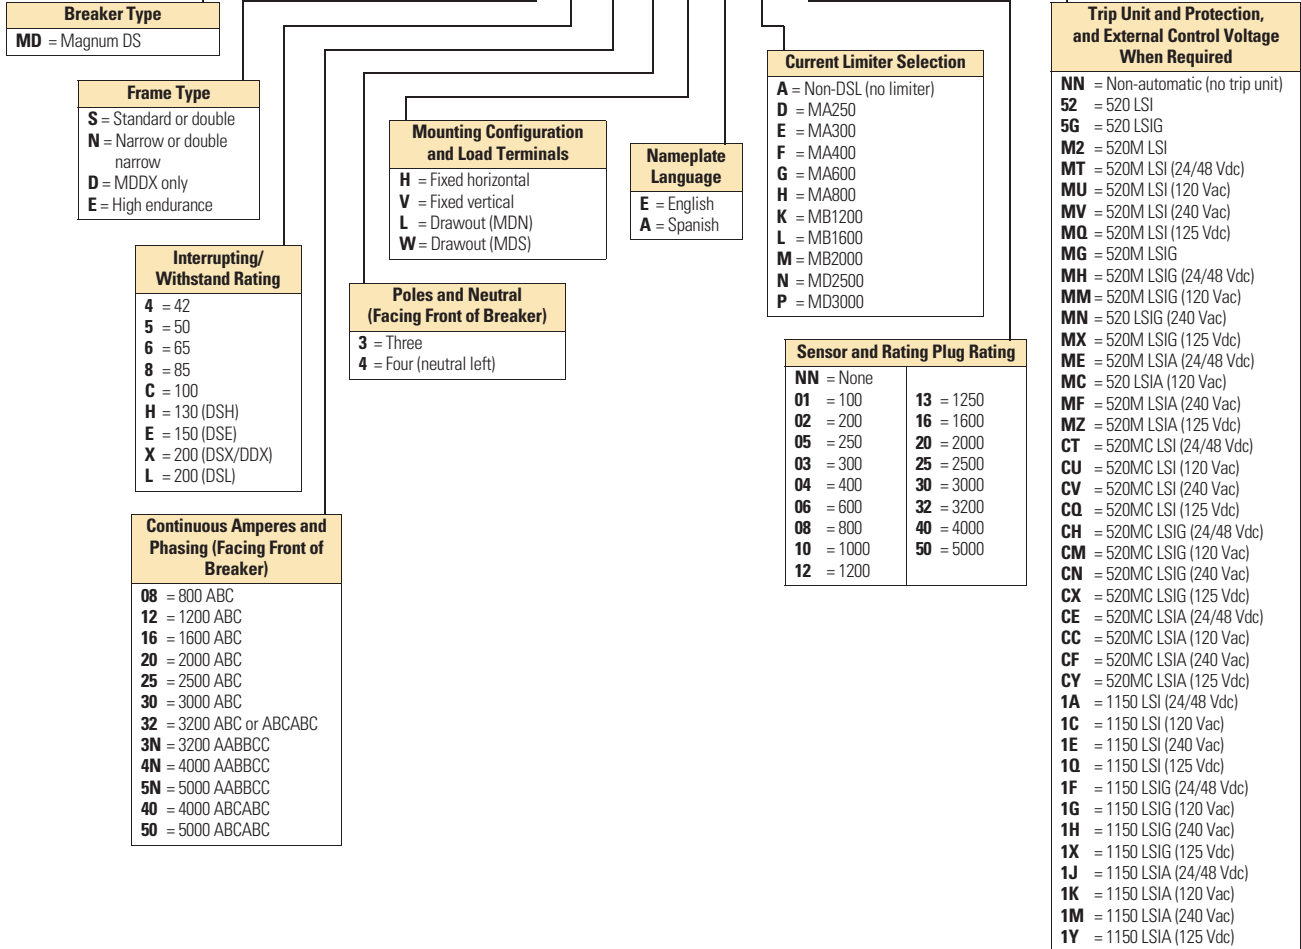 Breaker Type
MD = Magnum DS
Frame Type
S = Standard or double
N = Narrow or double
narrow
D = MDDX only
E = High endurance
Interrupting/
Withstand Rating
4 = 42
5 = 50
6 = 65
8 = 85
C = 100
H = 130 (DSH)
E = 150 (DSE)
X = 200 (DSX/DDX)
L = 200 (DSL)
Continuous Amperes and
Phasing (Facing Front of
Breaker)
08 = 800 ABC
12 = 1200 ABC
16 = 1600 ABC
20 = 2000 ABC
25 = 2500 ABC
30 = 3000 ABC
32 = 3200 ABC or ABCABC
3N = 3200 AABBCC
4N = 4000 AABBCC
5N = 5000 AABBCC
40 = 4000 ABCABC
50 = 5000 ABCABC
Mounting Configuration
and Load Terminals
H = Fixed horizontal
V = Fixed vertical
L = Drawout (MDN)
W = Drawout (MDS)
Poles and Neutral
(Facing Front of Breaker)
3 = Three
4 = Four (neutral left)
Nameplate
Language
E = English
A = Spanish
Current Limiter Selection
A = Non-DSL (no limiter)
D = MA250
E = MA300
F = MA400
G = MA600
H = MA800
K = MB1200
L = MB1600
M = MB2000
N = MD2500
P = MD3000
Sensor and Rating Plug Rating
NN = None
01 = 100
02 = 200
05 = 250
03 = 300
04 = 400
06 = 600
08 = 800
10 = 1000
12 = 1200
13 = 1250
16 = 1600
20 = 2000
25 = 2500
30 = 3000
32 = 3200
40 = 4000
50 = 5000
Trip Unit and Protection,
and External Control Voltage
When Required
NN = Non-automatic (no trip unit)
52 = 520 LSI
5G = 520 LSIG
M2 = 520M LSI
MT = 520M LSI (24/48 Vdc)
MU = 520M LSI (120 Vac)
MV = 520M LSI (240 Vac)
MQ = 520M LSI (125 Vdc)
MG = 520M LSIG
MH = 520M LSIG (24/48 Vdc)
MM = 520M LSIG (120 Vac)
MN = 520 LSIG (240 Vac)
MX = 520M LSIG (125 Vdc)
ME = 520M LSIA (24/48 Vdc)
MC = 520 LSIA (120 Vac)
MF = 520M LSIA (240 Vac)
MZ = 520M LSIA (125 Vdc)
CT = 520MC LSI (24/48 Vdc)
CU = 520MC LSI (120 Vac)
CV = 520MC LSI (240 Vac)
CQ = 520MC LSI (125 Vdc)
CH = 520MC LSIG (24/48 Vdc)
CM = 520MC LSIG (120 Vac)
CN = 520MC LSIG (240 Vac)
CX = 520MC LSIG (125 Vdc)
CE = 520MC LSIA (24/48 Vdc)
CC = 520MC LSIA (120 Vac)
CF = 520MC LSIA (240 Vac)
CY = 520MC LSIA (125 Vdc)
1A = 1150 LSI (24/48 Vdc)
1C = 1150 LSI (120 Vac)
1E = 1150 LSI (240 Vac)
1Q = 1150 LSI (125 Vdc)
1F = 1150 LSIG (24/48 Vdc)
1G = 1150 LSIG (120 Vac)
1H = 1150 LSIG (240 Vac)
1X = 1150 LSIG (125 Vdc)
1J = 1150 LSIA (24/48 Vdc)
1K = 1150 LSIA (120 Vac)
1M = 1150 LSIA (240 Vac)
1Y = 1150 LSIA (125 Vdc)